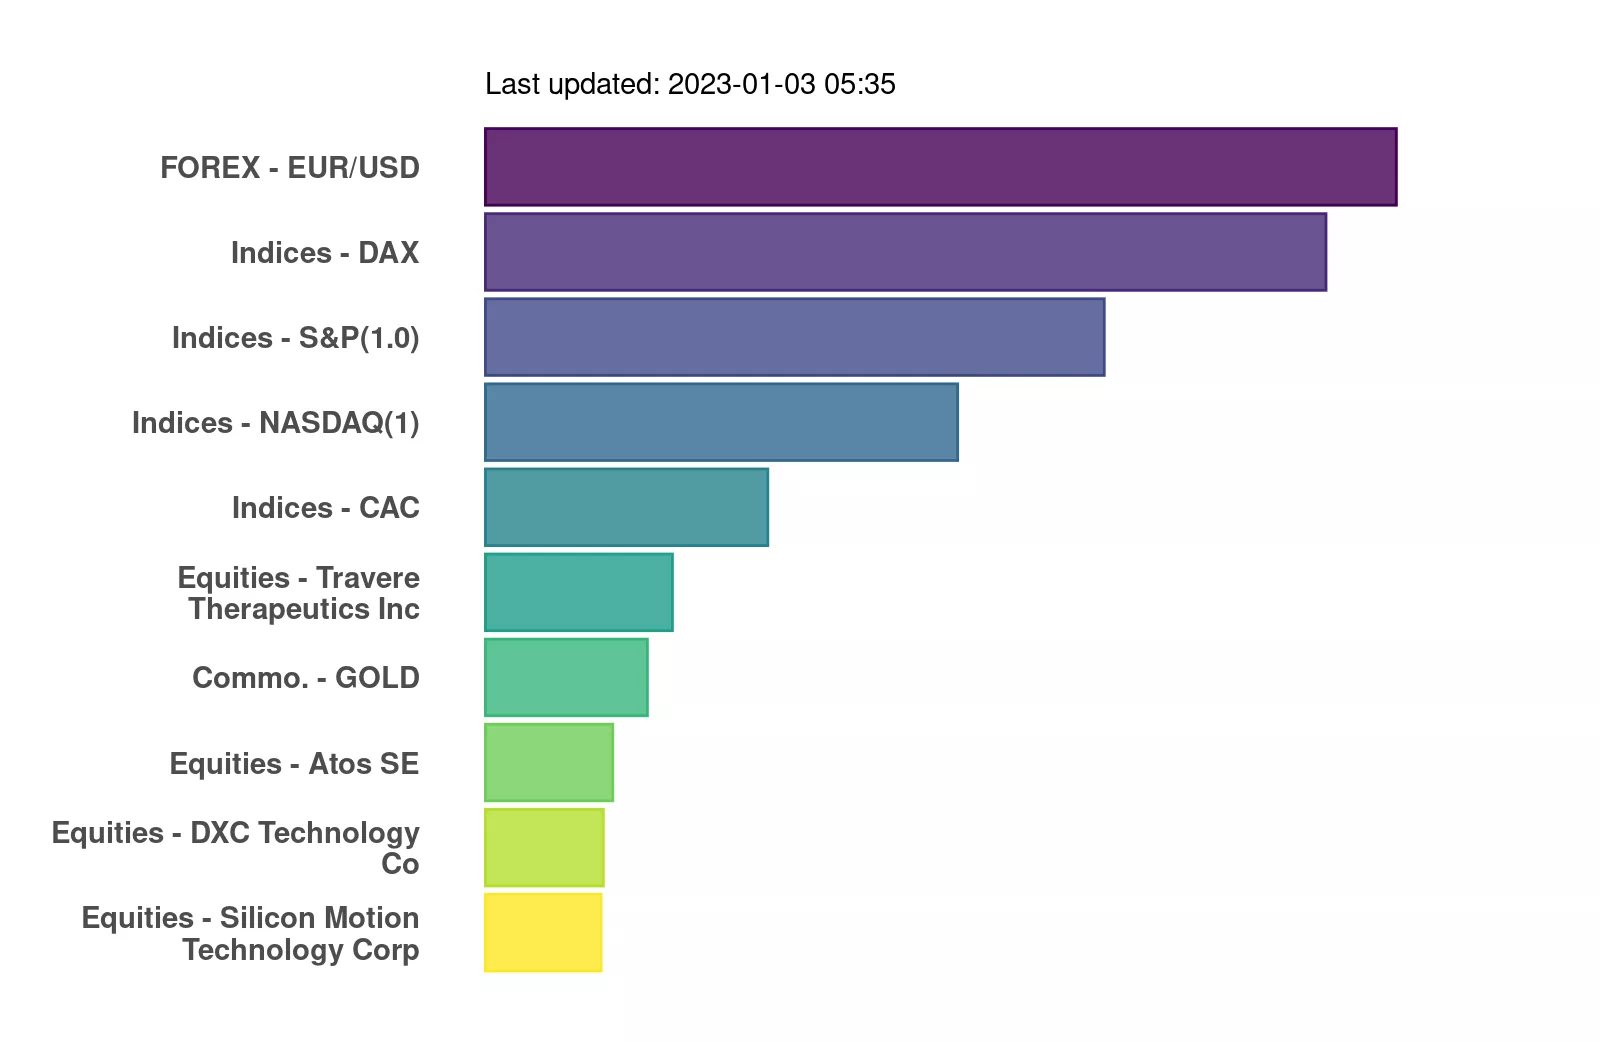 Last updated: 2023-01-03 05:35
FOREX - EUR/USD
Indices - DAX
Indices - S&P(1.0)
Indices - NASDAQ(1)
Indices - CAC
Equities - Travere
Therapeutics Inc
Commo. - GOLD
Equities - Atos SE
Equities - DXC Technology
Co
Equities - Silicon Motion
Technology Corp